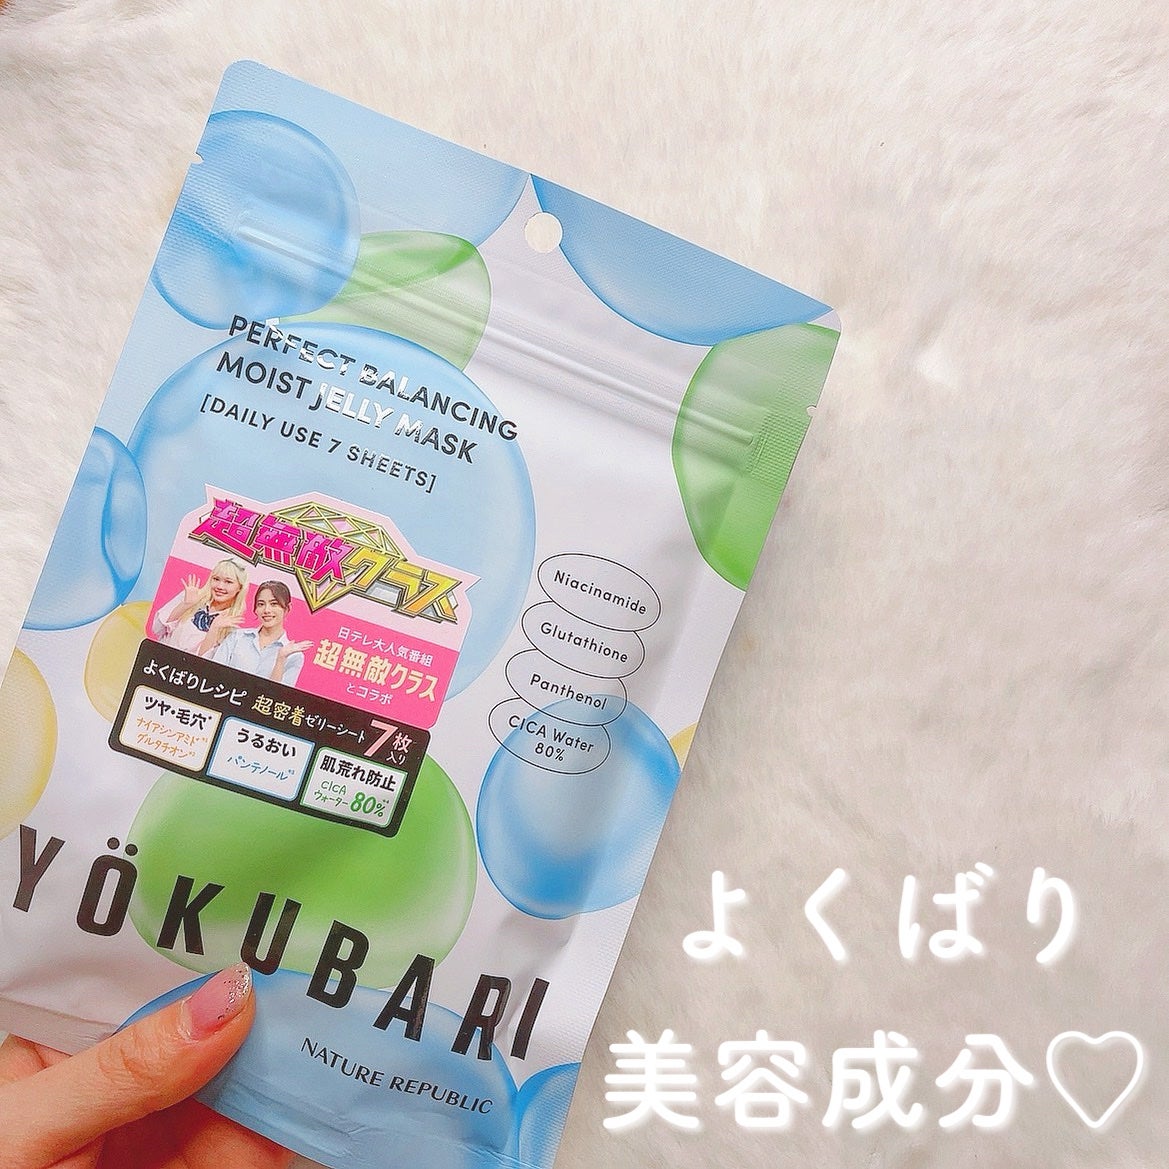 PERFECT BALANCING
MOIST JELLY MASK
[DAILY USE 7 SHEETS]
超無敵クラス
日テレ大人気番組
超無敵クラス
とコラボ
よくばりレシピ 超密着ゼリーシート7枚入り
ツヤ・毛穴
ナイアシンアミド
グルタチオン
うるおい
パンテノール
肌荒れ防止
CICA
ウォーター 80%
Niacinamide
Glutathione
Panthenol
CICA Water
80%
YÖKUBARI
NATURE REPUBLIC
よくばり
美容成分♡